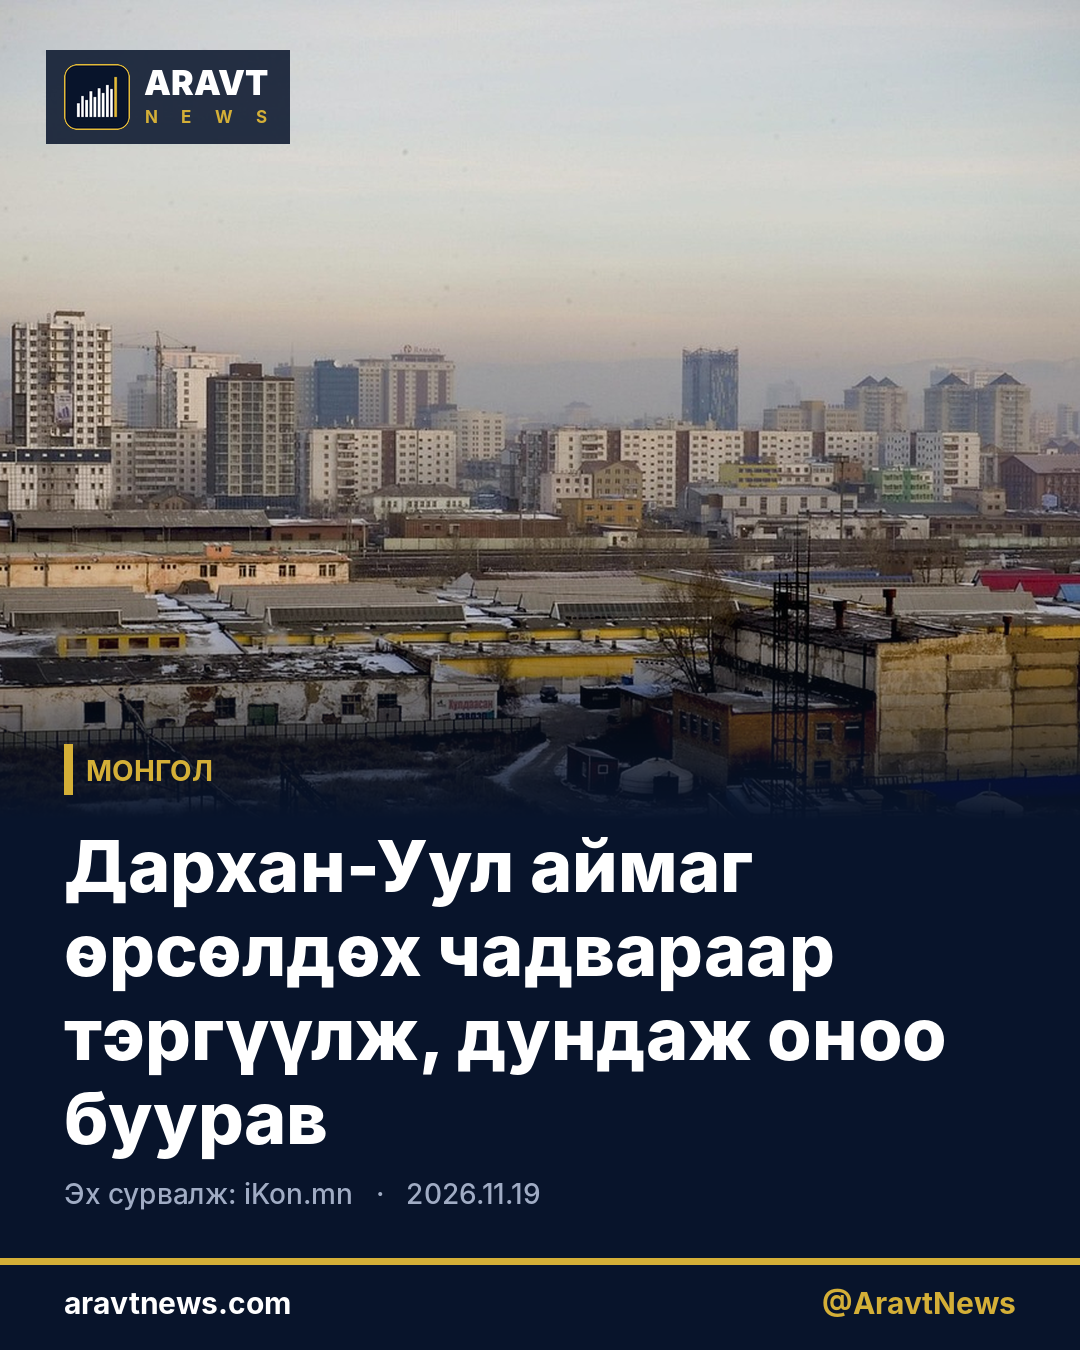 ARAVT
NEWS
МОНГОЛ
Дархан-Уул аймаг
өрсөлдөх чадвараар
тэргүүлж, дундаж оноо
буурав
Эх сурвалж: iKon.mn · 2026.11.19
aravtnews.com
@AravtNews